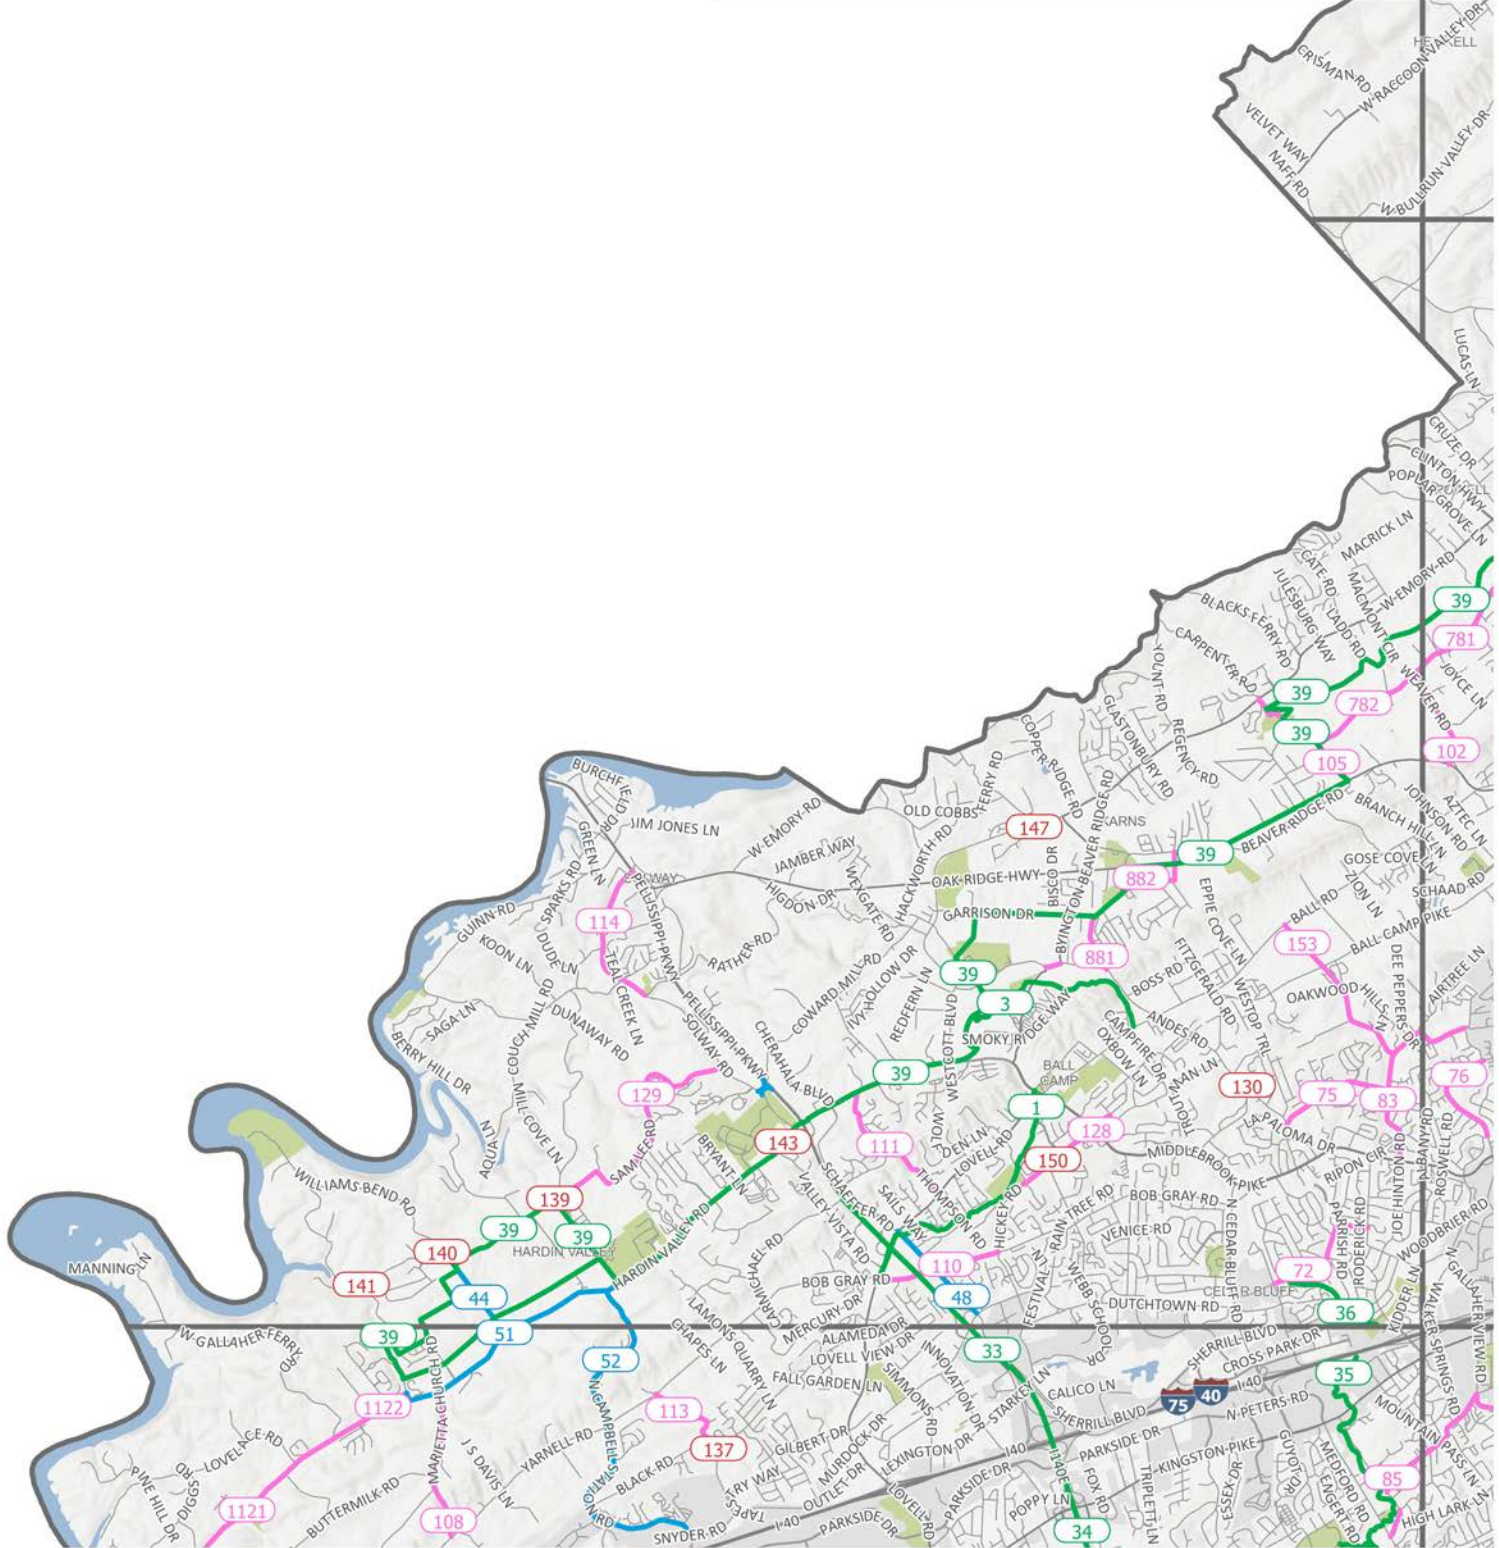 CRISMAN RD
W RACCOON VALLEY DR
VELVET WAY
NAFF RD
W BULLRUN VALLEY DR
LUCAS LN
CRUZE DR
CLINTON HWY
POPLAR GROVE LN
MACRICK LN
CATE RD
MACMONT CIR
W EMORY RD
JULESBURG WAY
LADD RD
BLACKS FERRY RD
CARPENTER RD
39
781
JOYCE LN
WEAVER RD
39
782
39
105
102
YOUNT RD
GLASTONBURY RD
REGENCY RD
COPPER RIDGE RD
OLD COBBS FERRY RD
147
KARNS
39
BEAVER RIDGE RD
BRANCH HILL LN
JOHNSON RD
AZTEC LN
GOSE COVE LN
ZION LN
SCHAAD RD
BURCHFIELD DR
JIM JONES LN
GREEN LN
W EMORY RD
JAMBER WAY
HIGDON DR
WEXGATE RD
HACKWORTH RD
OAK RIDGE HWY
BISCO DR
BYINGTON BEAVER RIDGE RD
882
EPPIE COVE LN
BALL RD
BALL CAMP PIKE
153
114
GUINN RD
SPARKS RD
KOON LN
DUDE LN
TEAL CREEK LN
PELLISSIPPI PKWY
RATHER RD
GARRISON DR
881
39
3
BOSS RD
FITZGERALD RD
WESTOP TRL
OAKWOOD HILLS LN
DEE PEPPERS DR
AIRTREE LN
SAGA LN
COUCH MILL RD
DUNAWAY RD
SOLWAY RD
PELLISSIPPI PKWY
CHERAHALA BLVD
COWARD MILL RD
IVY HOLLOW DR
REDFERN LN
WESTCOTT BLVD
SMOKY RIDGE WAY
CAMPFIRE DR
OXBOW LN
ANDES RD
BERRY HILL DR
MILL COVE LN
AQUA LN
129
39
BALL
CAMP
1
TROUTMAN LN
130
75
83
76
LA PALOMA DR
128
WOLF
DEN LN
LOVELL RD
111
143
150
MIDDLEBROOK PIKE
RIPON CIR
JOE HINTON RD
ALBANY RD
ROSWELL RD
SAM LEE RD
BRYANT LN
WILLIAMS BEND RD
139
39
39
HARDIN VALLEY
HARDIN VALLEY RD
SCHAEFFER RD
VALLEY VISTA RD
SAILS WAY
THOMPSON RD
HICKEY RD
RAIN TREE RD
BOB GRAY RD
VENICE RD
N CEDAR BLUFF RD
PARRISH RD
RODERICK RD
WOODBRIER RD
MANNING LN
140
141
44
CARMICHAEL RD
BOB GRAY RD
110
48
FESTIVAL LN
WEBB SCHOOL DR
CEDAR BLUFF
72
36
KIDDER LN
N GALLAHER VIEW RD
WALKER SPRINGS RD
W GALLAHER FERRY RD
39
51
52
MERCURY DR
ALAMEDA DR
LOVELL VIEW DR
FALL GARDEN LN
LAMONS QUARRY LN
CHAPES LN
33
DUTCHTOWN RD
SHERRILL BLVD
CROSS PARK DR
35
1122
MARIETTA CHURCH RD
N CAMPBELL STATION RD
113
137
SIMMONS RD
INNOVATION DR
STARKEY LN
CALICO LN
SHERRILL BLVD
75
40
I 40
N PETERS RD
MOUNTAIN PASS LN
LOVELACE RD
DIGGS RD
PINE HILL DR
1121
BUTTERMILK RD
108
J S DAVIS LN
YARNELL RD
BLACK RD
SNYDER RD
GILBERT DR
MURDOCK DR
OUTLET DR
LEXINGTON DR
I 40
PARKSIDE DR
LOVELL RD
PARKSIDE DR
I 40
PARKSIDE DR
KINGSTON PIKE
I 40 E
POPPY LN
FOX RD
TRIPLETT LN
ESSEX DR
GUYOT DR
MEDFORD RD
ENGERT RD
85
HIGH LARK LN
34